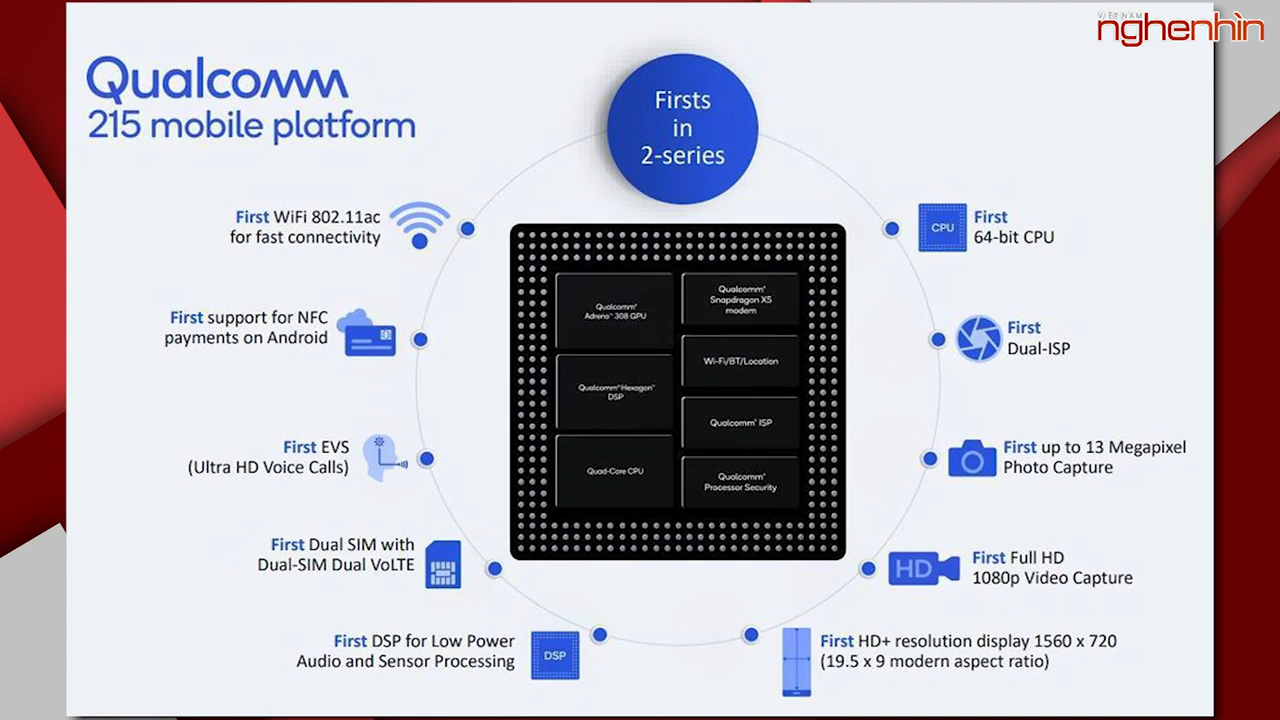 VIỆT NAM
nghenhìn
Qualcomm
215 mobile platform
Firsts
in
2-series
First WiFi 802.11ac
for fast connectivity
First support for NFC
payments on Android
First EVS
(Ultra HD Voice Calls)
First Dual SIM with
Dual-SIM Dual VoLTE
First DSP for Low Power
Audio and Sensor Processing
DSP
Qualcomm®
Adreno™ 308 GPU
Qualcomm® Hexagon™
DSP
Quad-Core CPU
Qualcomm®
Snapdragon X5
modem
Wi-Fi/BT/Location
Qualcomm® ISP
Qualcomm®
Processor Security
CPU
First
64-bit CPU
First
Dual-ISP
First up to 13 Megapixel
Photo Capture
HD
First Full HD
1080p Video Capture
First HD+ resolution display 1560 x 720
(19.5 x 9 modern aspect ratio)